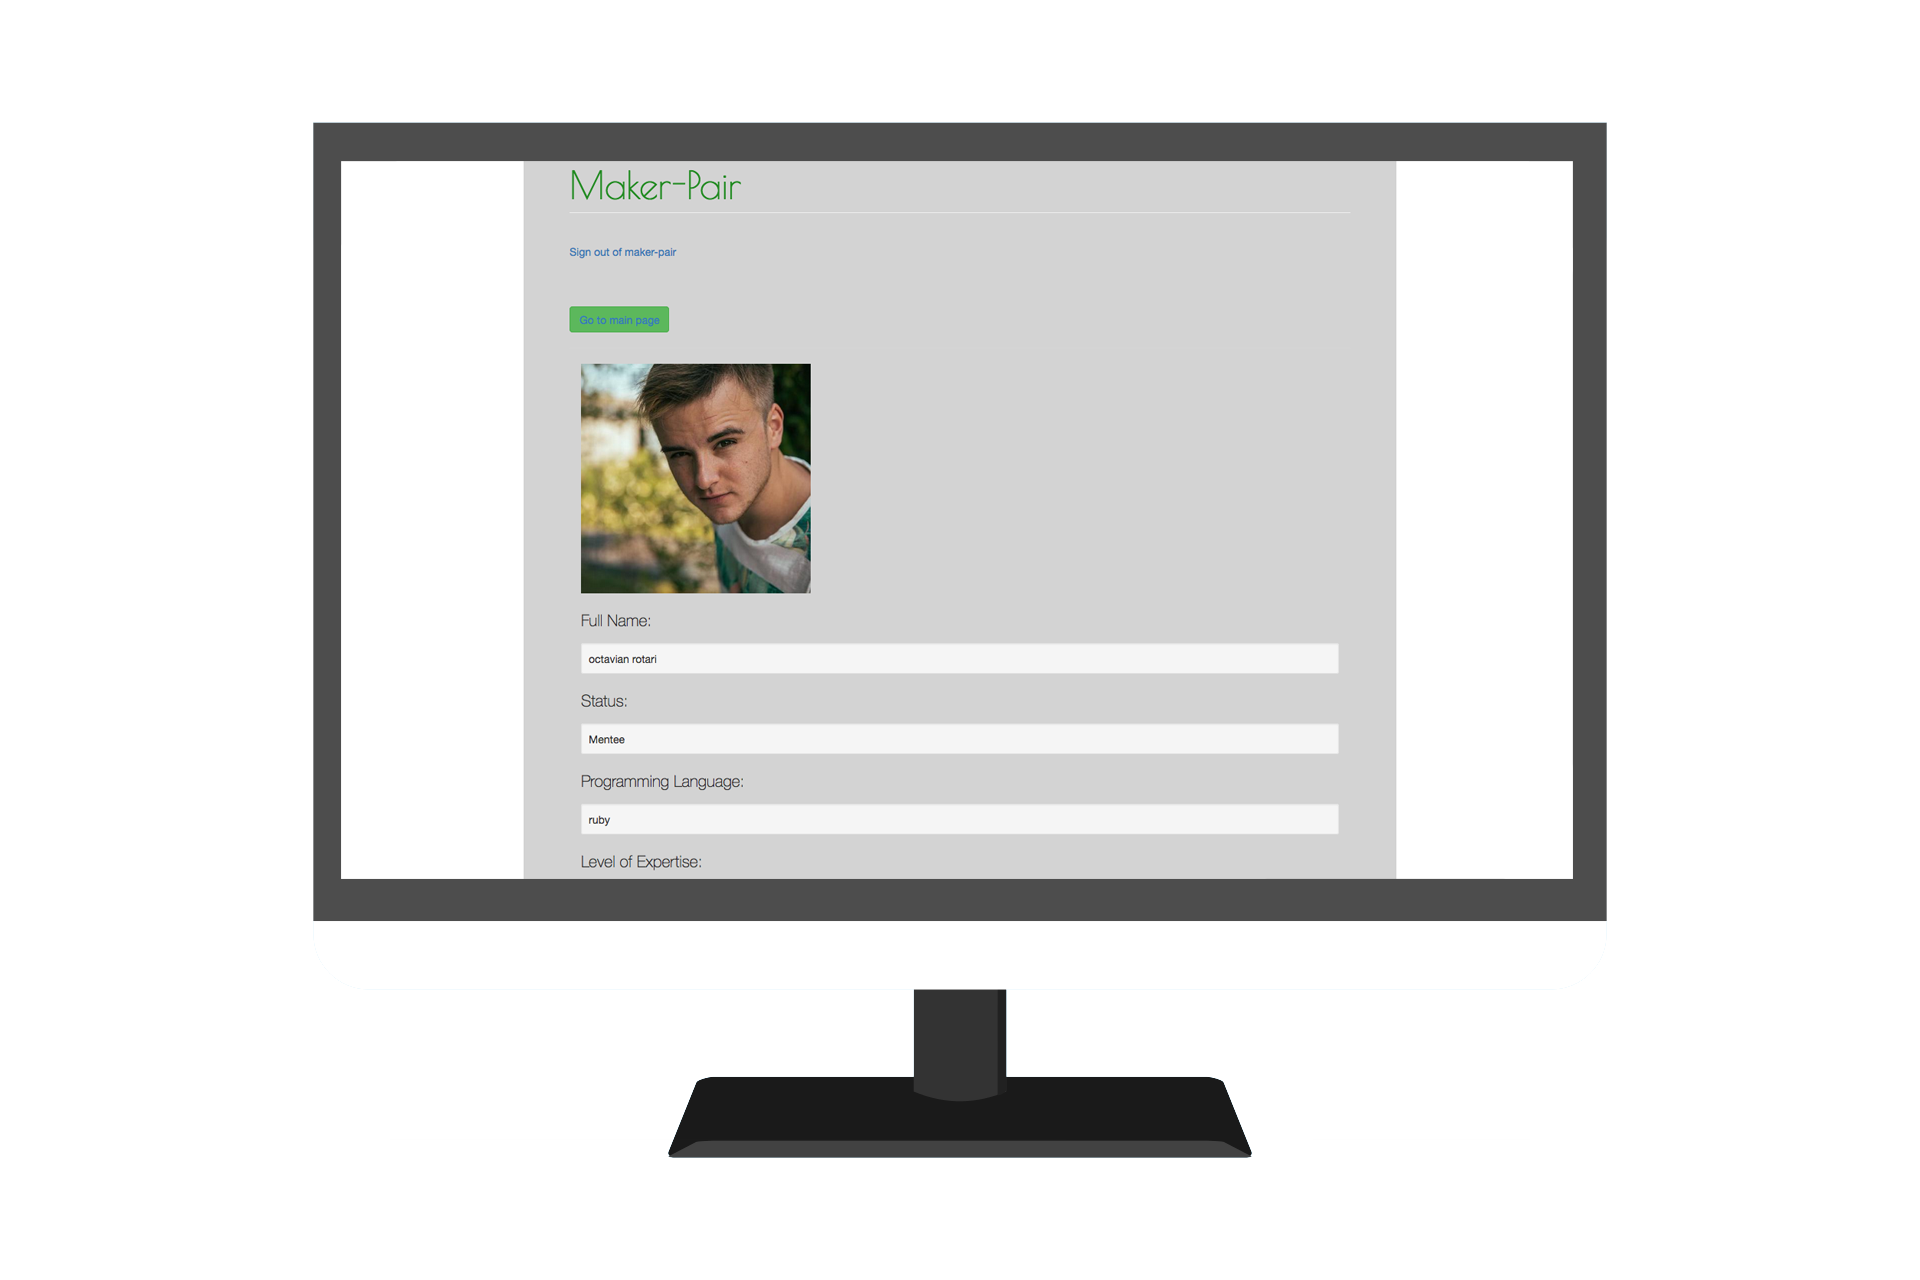 Maker-Pair
Sign out of maker-pair
Go to main page
Full Name:
octavian rotari
Status:
Mentee
Programming Language:
ruby
Level of Expertise: